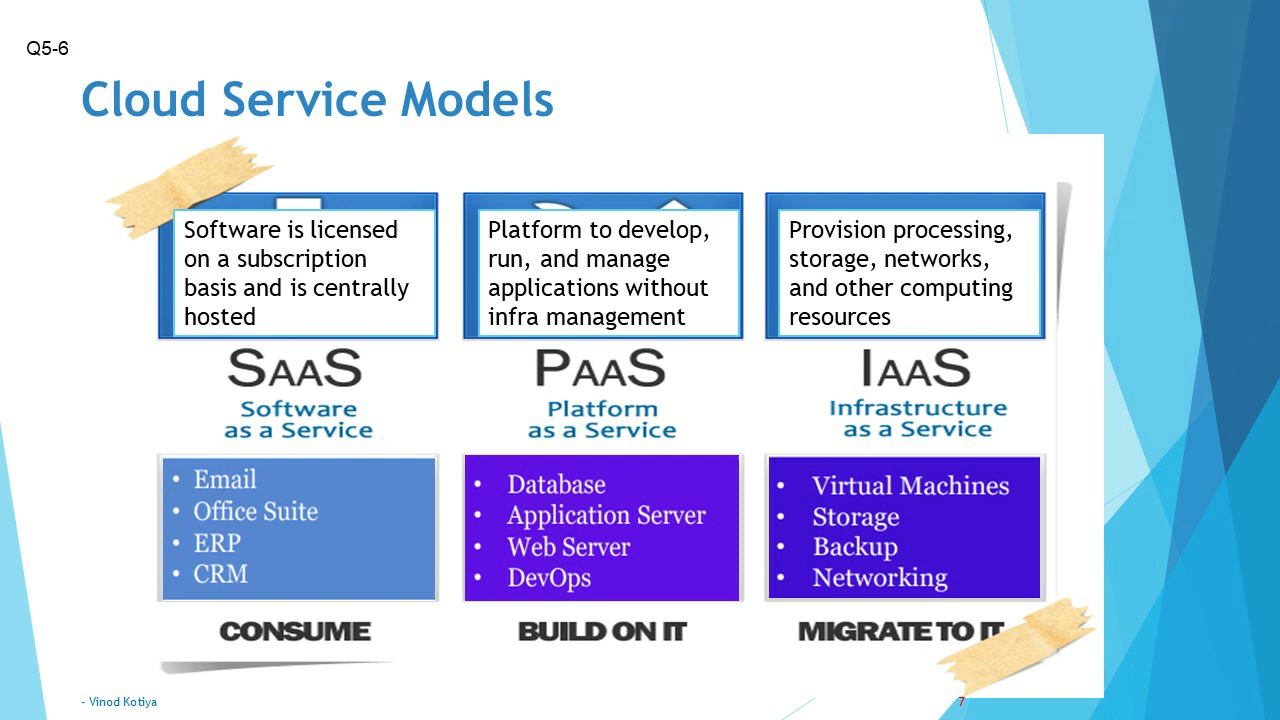 Q5-6
Cloud Service Models
Software is licensed
on a subscription
basis and is centrally
hosted
SAAS
Software
as a Service
• Email
• Office Suite
• ERP
• CRM
CONSUME
Platform to develop,
run, and manage
applications without
infra management
PAAS
Platform
as a Service
• Database
• Application Server
• Web Server
• DevOps
BUILD ON IT
Provision processing,
storage, networks,
and other computing
resources
IAAS
Infrastructure
as a Service
• Virtual Machines
• Storage
• Backup
• Networking
MIGRATE TO IT
- Vinod Kotiya
7